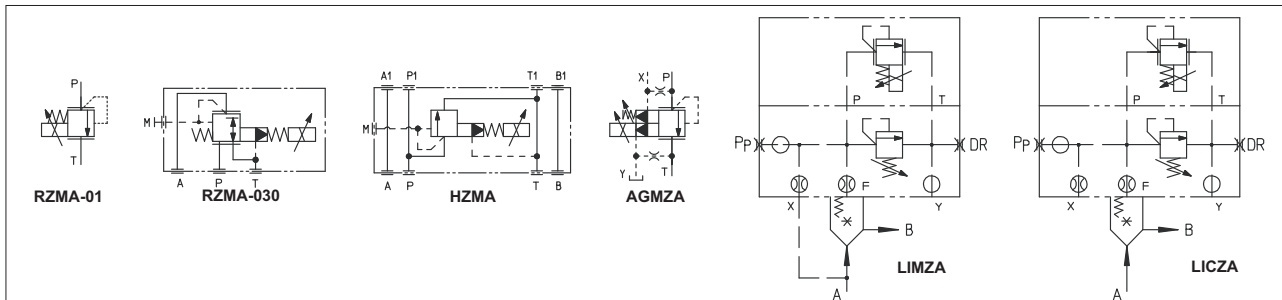 P
T
RZMA-01
M
A
P
T
RZMA-030
A1
P1
T1
B1
M
A
P
T
B
HZMA
X
P
Y
T
AGMZA
P
T
Pp
DR
F
X
Y
B
A
LIMZA
P
T
Pp
DR
F
X
Y
B
A
LICZA